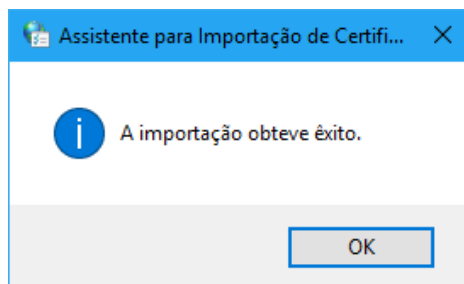 Assistente para Importação de Certifi...
A importação obteve êxito.
OK